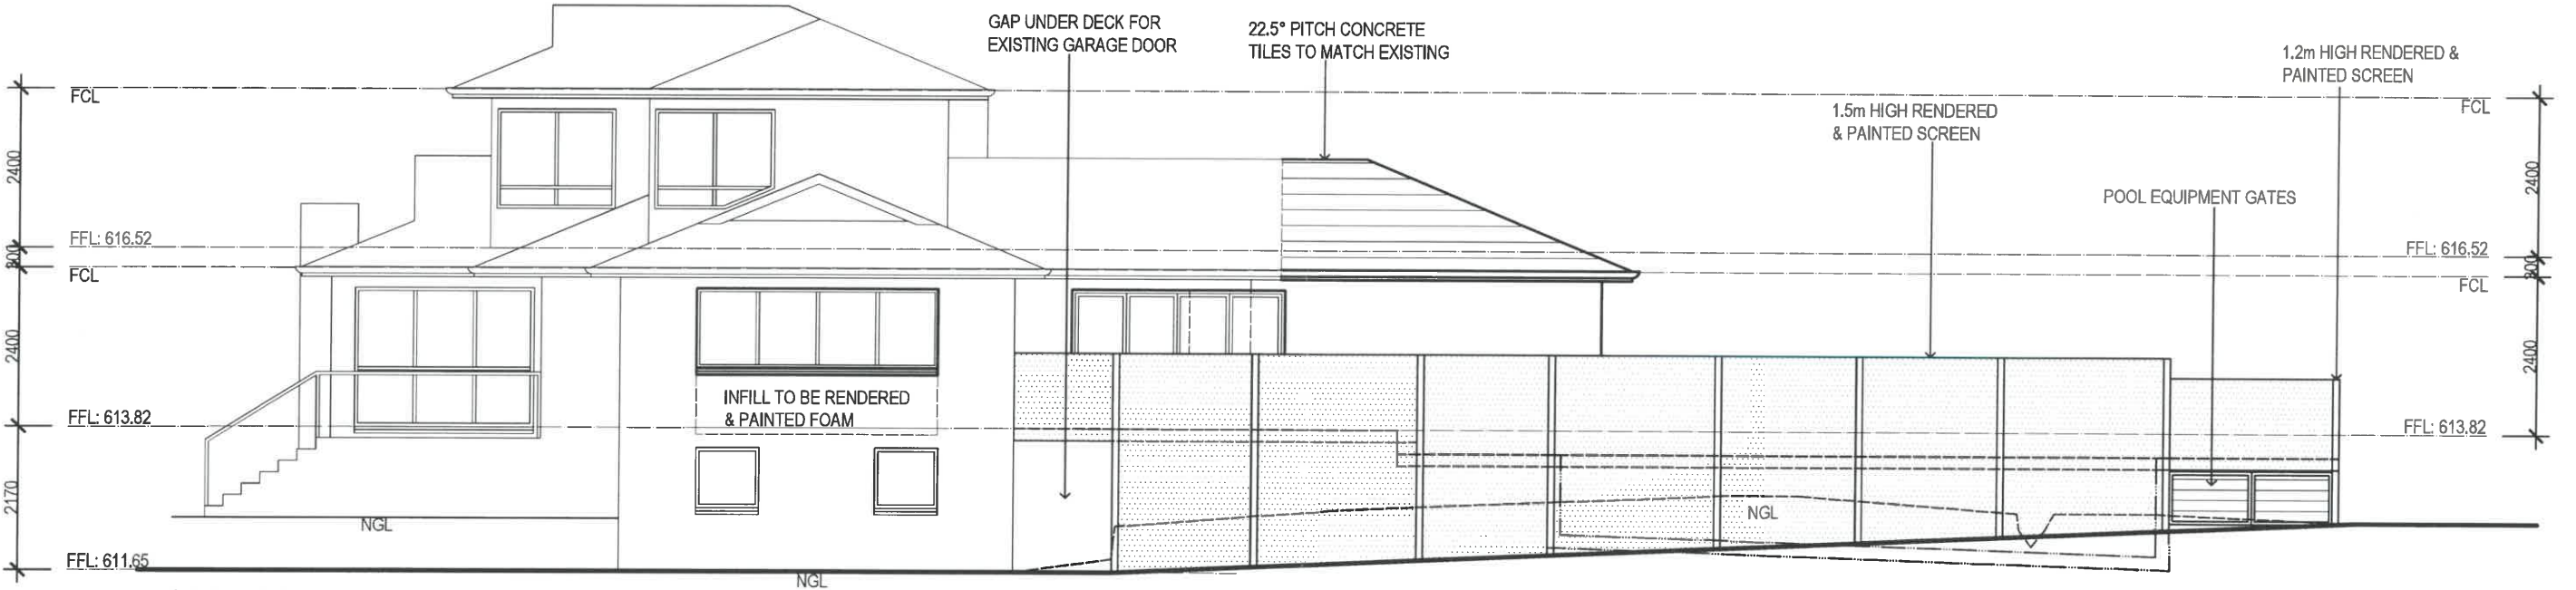 GAP UNDER DECK FOR
EXISTING GARAGE DOOR
22.5° PITCH CONCRETE
TILES TO MATCH EXISTING
1.2m HIGH RENDERED &
PAINTED SCREEN
1.5m HIGH RENDERED
& PAINTED SCREEN
POOL EQUIPMENT GATES
FCL
FCL
2400
2400
FFL: 616.52
FFL: 616.52
300
300
FCL
FCL
2400
2400
INFILL TO BE RENDERED
& PAINTED FOAM
FFL: 613.82
FFL: 613.82
2170
NGL
NGL
FFL: 611.65
NGL